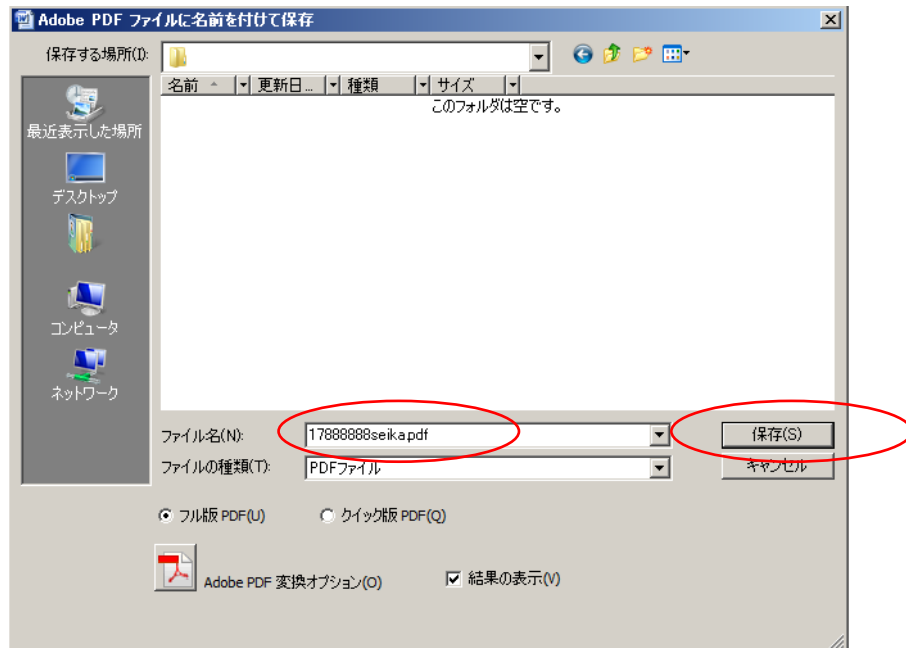 Adobe PDF ファイルに名前を付けて保存
保存する場所(I):
名前 更新日... 種類 サイズ
このフォルダは空です。
最近表示した場所
デスクトップ
コンピュータ
ネットワーク
ファイル名(N): 17888888seika.pdf 保存(S)
ファイルの種類(T): PDFファイル キャンセル
フル版 PDF(U) クイック版 PDF(Q)
Adobe PDF 変換オプション(O) 結果の表示(V)